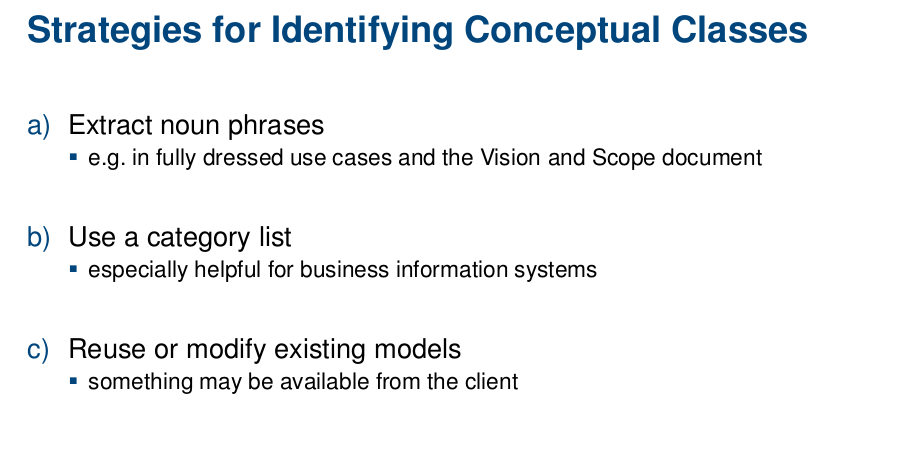 Strategies for Identifying Conceptual Classes
a) Extract noun phrases
▪ e.g. in fully dressed use cases and the Vision and Scope document
b) Use a category list
▪ especially helpful for business information systems
c) Reuse or modify existing models
▪ something may be available from the client